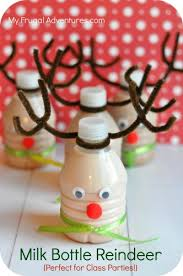 My Frugal Adventures.com
Milk Bottle Reindeer
{Perfect for Class Parties!}